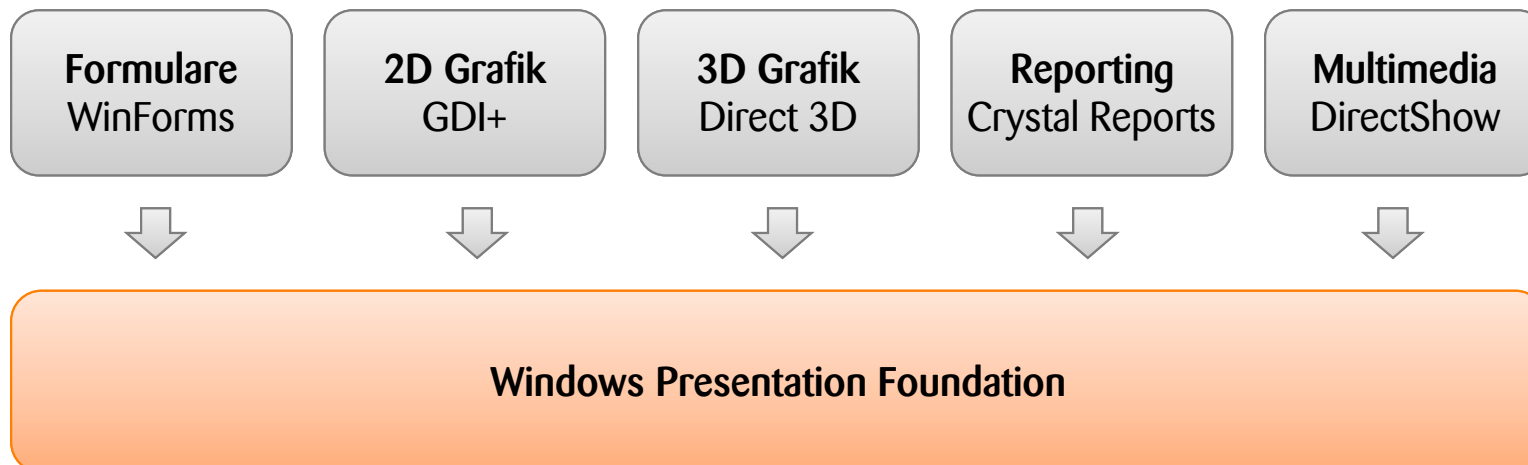 Formulare
WinForms
2D Grafik
GDI+
3D Grafik
Direct 3D
Reporting
Crystal Reports
Multimedia
DirectShow
Windows Presentation Foundation